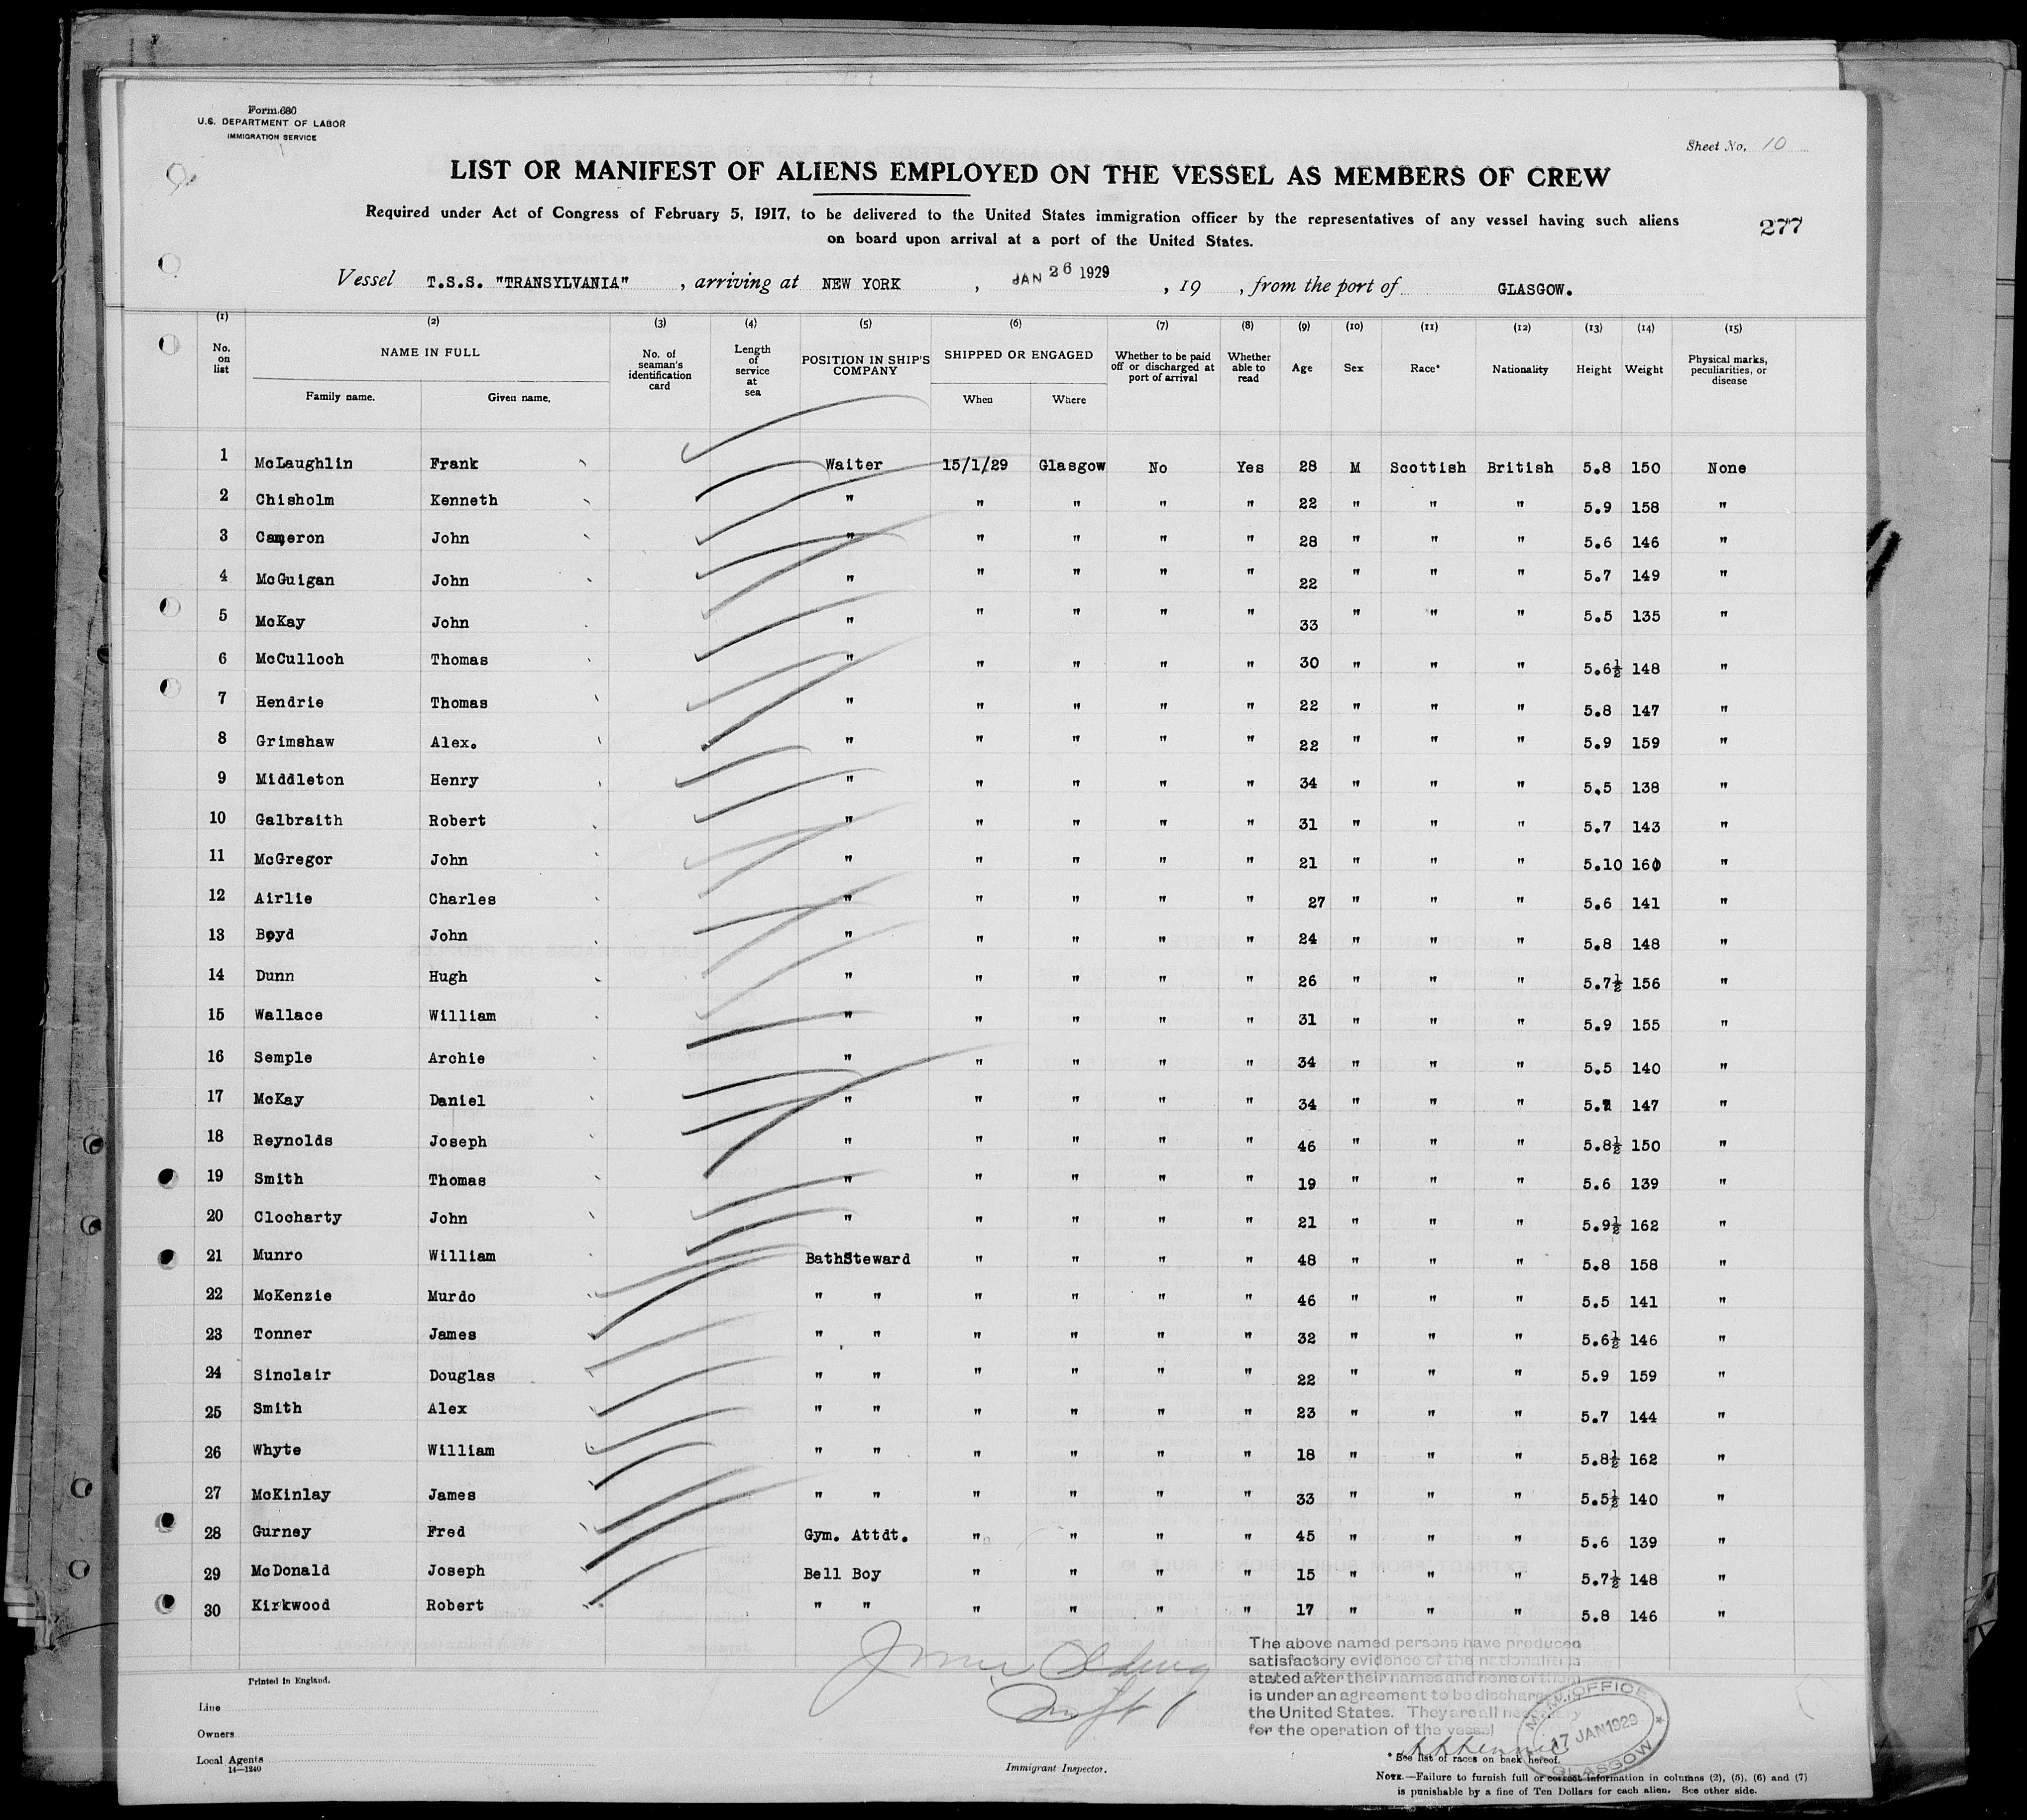 Form 680
U.S. DEPARTMENT OF LABOR
IMMIGRATION SERVICE
Sheet No. 10
LIST OR MANIFEST OF ALIENS EMPLOYED ON THE VESSEL AS MEMBERS OF CREW
Required under Act of Congress of February 5, 1917, to be delivered to the United States immigration officer by the representatives of any vessel having such aliens
on board upon arrival at a port of the United States.
277
Vessel T.S.S. "TRANSYLVANIA", arriving at NEW YORK, JAN 26 1929, 19 , from the port of GLASGOW.
(1) (2) (3) (4) (5) (6) (7) (8) (9) (10) (11) (12) (13) (14) (15)
No. on list NAME IN FULL Family name. Given name. No. of seaman's identification card Length of service at sea POSITION IN SHIP'S COMPANY SHIPPED OR ENGAGED When Where Whether to be paid off or discharged at port of arrival Whether able to read Age Sex Race* Nationality Height Weight Physical marks, peculiarities, or disease
1 McLaughlin Frank Waiter 15/1/29 Glasgow No Yes 28 M Scottish British 5.8 150 None
2 Chisholm Kenneth " " " " " 22 " " " 5.9 158 "
3 Cameron John " " " " " 28 " " " 5.6 146 "
4 McGuigan John " " " " " 22 " " " 5.7 149 "
5 McKay John " " " " " 33 " " " 5.5 135 "
6 McCulloch Thomas " " " " " 30 " " " 5.6½ 148 "
7 Hendrie Thomas " " " " " 22 " " " 5.8 147 "
8 Grimshaw Alex. " " " " " 22 " " " 5.9 159 "
9 Middleton Henry " " " " " 34 " " " 5.5 138 "
10 Galbraith Robert " " " " " 31 " " " 5.7 143 "
11 McGregor John " " " " " 21 " " " 5.10 160 "
12 Airlie Charles " " " " " 27 " " " 5.6 141 "
13 Boyd John " " " " " 24 " " " 5.8 148 "
14 Dunn Hugh " " " " " 26 " " " 5.7½ 156 "
15 Wallace William " " " " " 31 " " " 5.9 155 "
16 Semple Archie " " " " " 34 " " " 5.5 140 "
17 McKay Daniel " " " " " 34 " " " 5.7 147 "
18 Reynolds Joseph " " " " " 46 " " " 5.8½ 150 "
19 Smith Thomas " " " " " 19 " " " 5.6 139 "
20 Clocharty John " " " " " 21 " " " 5.9½ 162 "
21 Munro William BathSteward " " " " 48 " " " 5.8 158 "
22 McKenzie Murdo " " " " " " 46 " " " 5.5 141 "
23 Tonner James " " " " " " 32 " " " 5.6½ 146 "
24 Sinclair Douglas " " " " " " 22 " " " 5.9 159 "
25 Smith Alex " " " " " " 23 " " " 5.7 144 "
26 Whyte William " " " " " " 18 " " " 5.8½ 162 "
27 McKinlay James " " " " " " 33 " " " 5.5½ 140 "
28 Gurney Fred Gym. Attdt. " " " " 45 " " " 5.6 139 "
29 McDonald Joseph Bell Boy " " " " 15 " " " 5.7½ 148 "
30 Kirkwood Robert " " " " " " 17 " " " 5.8 146 "
The above named persons have produced
satisfactory evidence of the nationalities
stated after their names and none of them
is under an agreement to be discharged
the United States. They are all necessary
for the operation of the vessel
M.M. OFFICE
17 JAN 1929
GLASGOW
Printed in England.
Line
Owners
Local Agents
14—1240
Immigrant Inspector.
* See list of races on back hereof.
NOTE.—Failure to furnish full or correct information in columns (2), (5), (6) and (7)
is punishable by a fine of Ten Dollars for each alien. See other side.